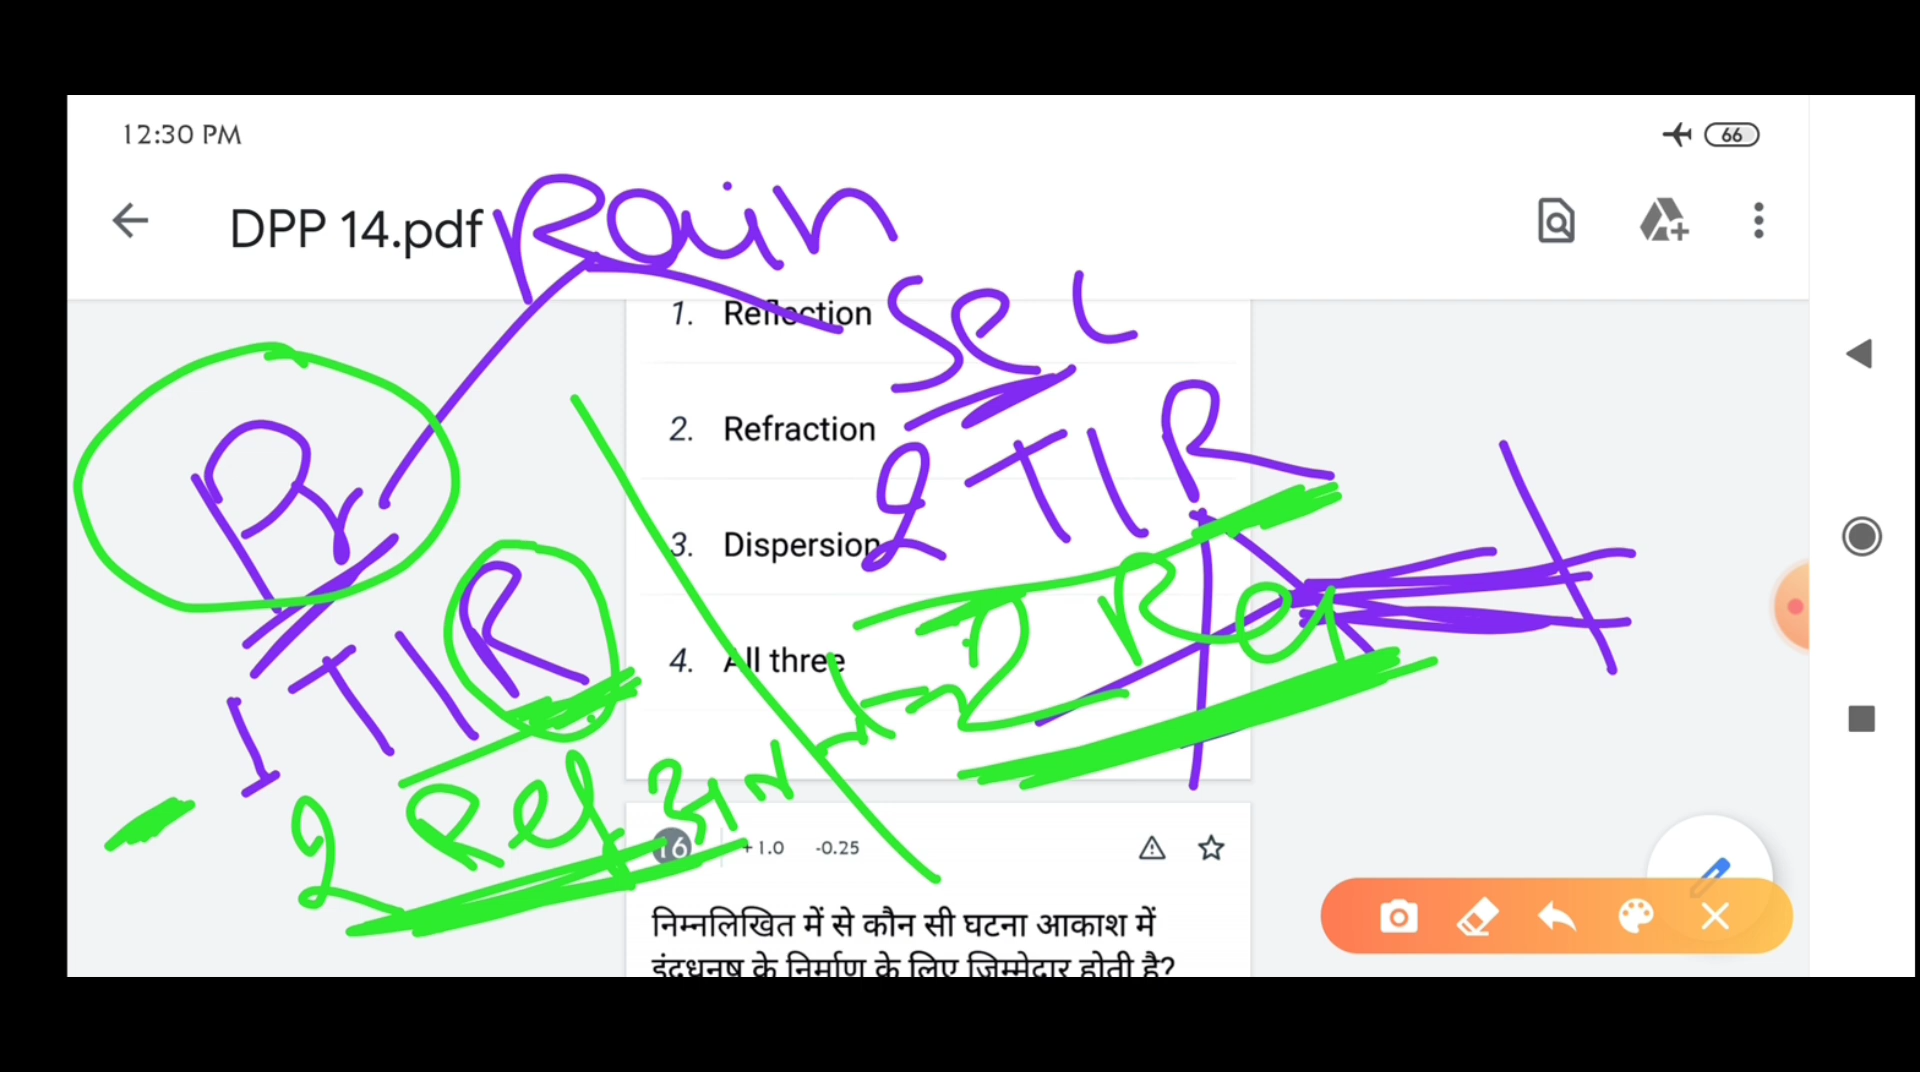 12:30 PM
66
DPP 14.pdf
Rain
1. Reflection
Sec
2. Refraction
2 TIR
Pr
3. Dispersion
1 TIR
2 Ref
4. All three
2 Ref
16 +1.0 -0.25
निम्नलिखित में से कौन सी घटना आकाश में
इंद्रधनुष के निर्माण के लिए जिम्मेदार होती है?